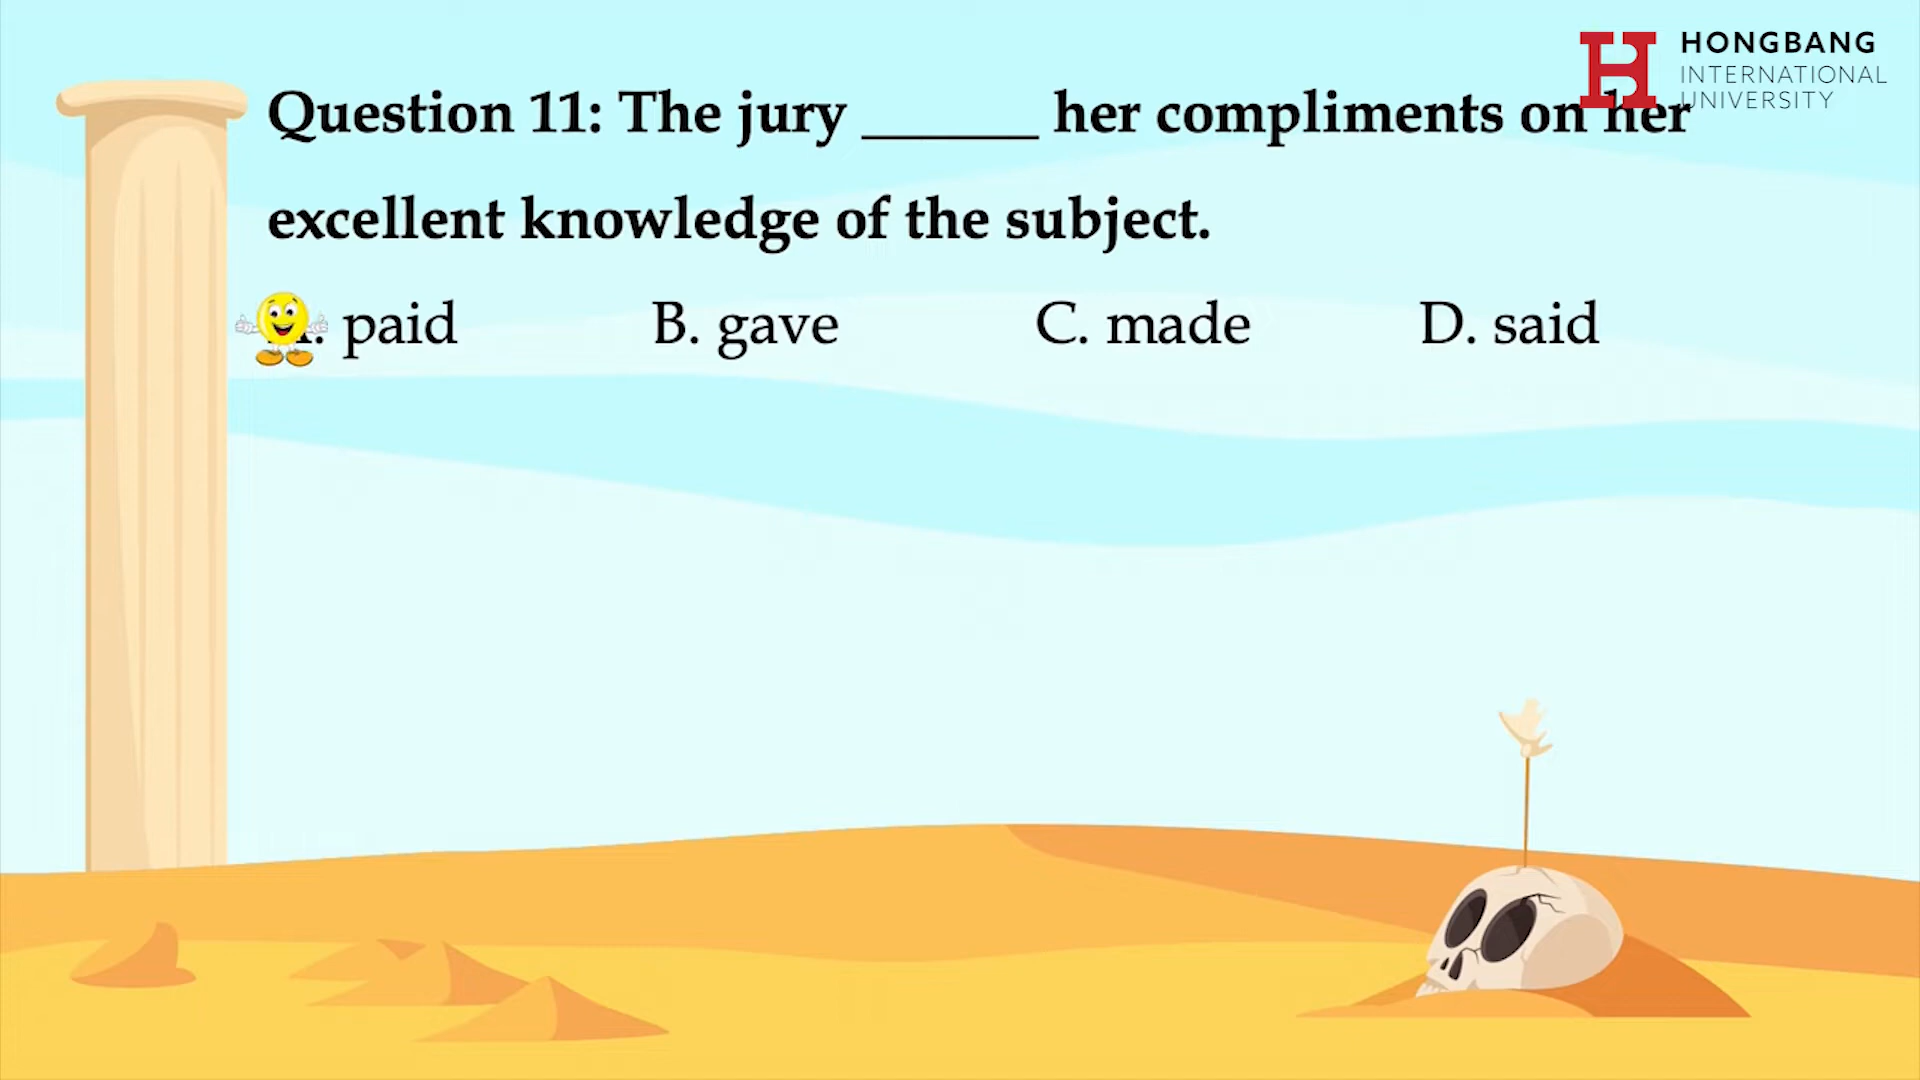 HONGBANG
INTERNATIONAL
UNIVERSITY
Question 11: The jury ______ her compliments on her
excellent knowledge of the subject.
A. paid B. gave C. made D. said